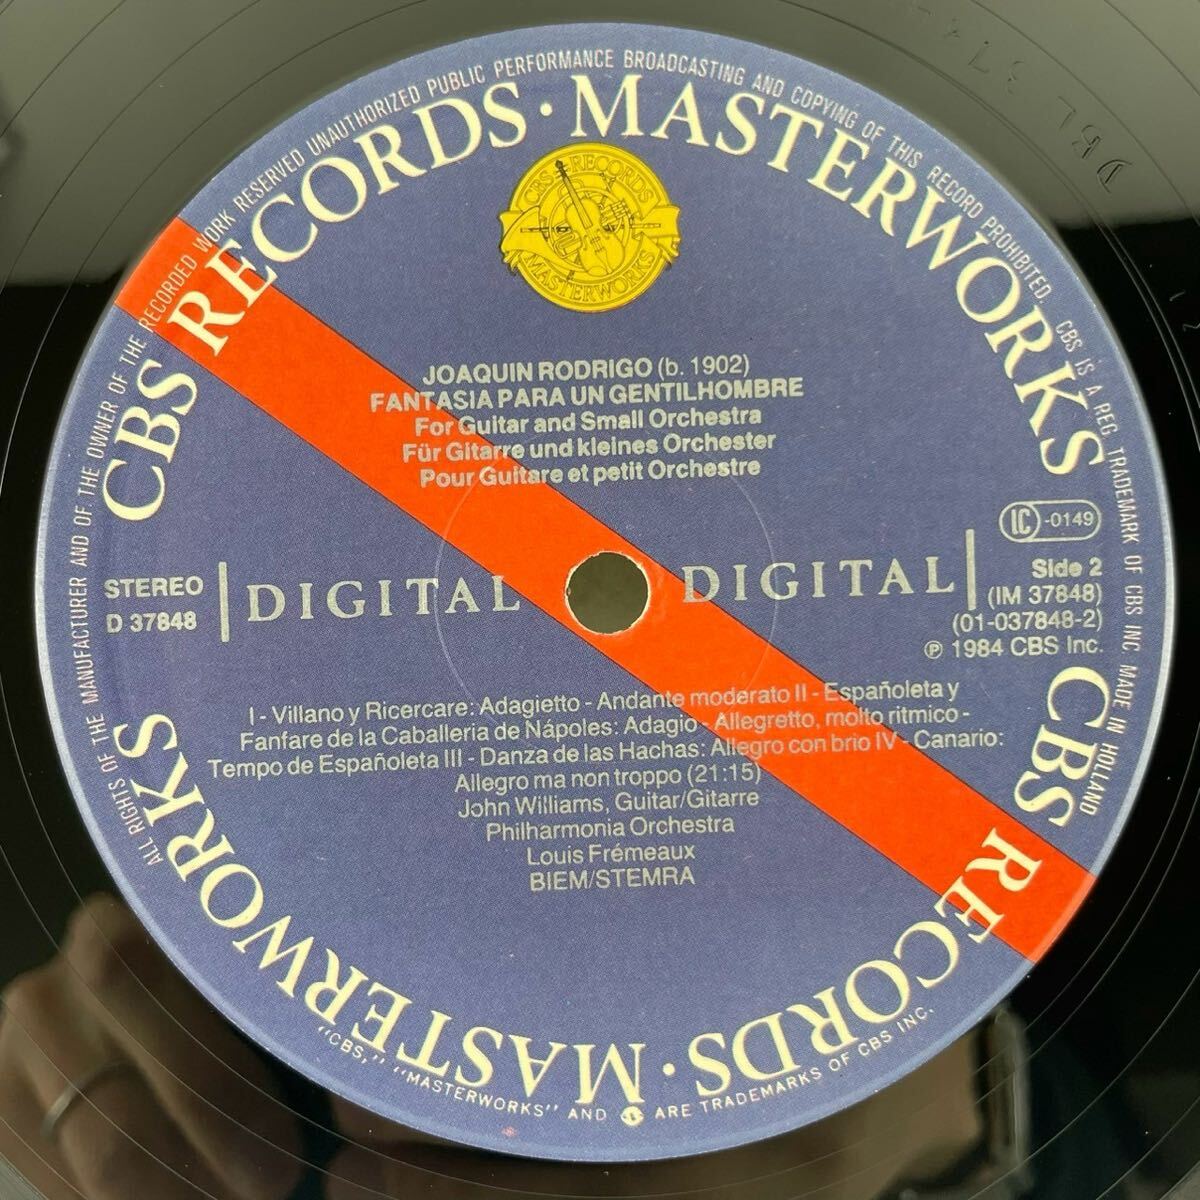 ALL RIGHTS OF THE MANUFACTURER AND OF THE OWNER OF THE RECORDED WORK RESERVED UNAUTHORIZED PUBLIC PERFORMANCE BROADCASTING AND COPYING OF THIS RECORD PROHIBITED. CBS IS A REG. TRADEMARK OF CBS INC. MADE IN HOLLAND
CBS RECORDS · MASTERWORKS
CBS RECORDS · MASTERWORKS
CBS RECORDS
MASTERWORKS
JOAQUIN RODRIGO (b. 1902)
FANTASIA PARA UN GENTILHOMBRE
For Guitar and Small Orchestra
Für Gitarre und kleines Orchester
Pour Guitare et petit Orchestre
STEREO
D 37848
DIGITAL
DIGITAL
IC -0149
Side 2
(IM 37848)
(01-037848-2)
℗ 1984 CBS Inc.
I - Villano y Ricercare: Adagietto - Andante moderato II - Españoleta y
Fanfare de la Caballeria de Nápoles: Adagio - Allegretto, molto ritmico -
Tempo de Españoleta III - Danza de las Hachas: Allegro con brio IV - Canario:
Allegro ma non troppo (21:15)
John Williams, Guitar/Gitarre
Philharmonia Orchestra
Louis Frémeaux
BIEM/STEMRA
"CBS," "MASTERWORKS" AND ARE TRADEMARKS OF CBS INC.